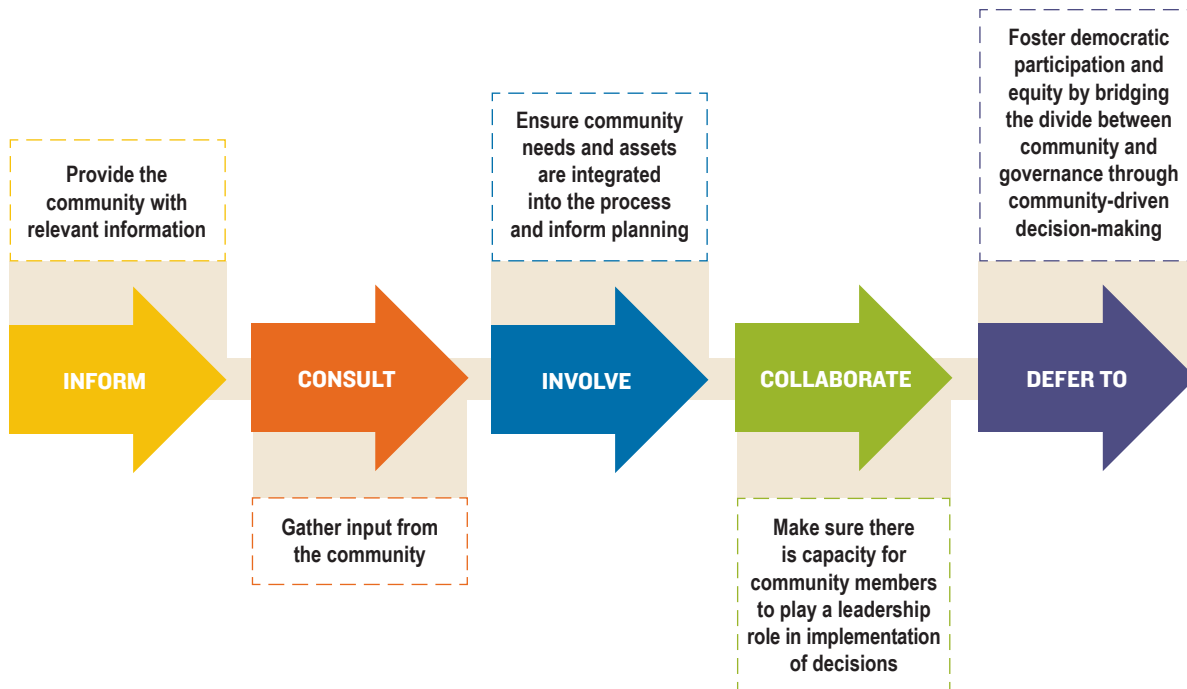 Provide the
community with
relevant information
INFORM
CONSULT
Gather input from
the community
Ensure community
needs and assets
are integrated
into the process
and inform planning
INVOLVE
COLLABORATE
Make sure there
is capacity for
community members
to play a leadership
role in implementation
of decisions
Foster democratic
participation and
equity by bridging
the divide between
community and
governance through
community-driven
decision-making
DEFER TO